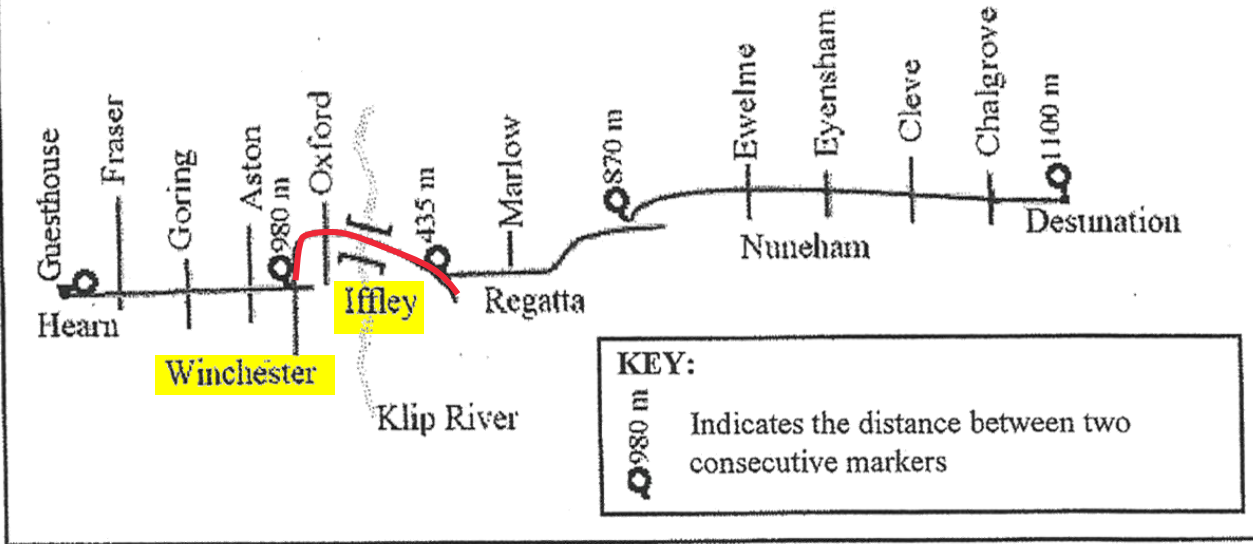 Guesthouse
Fraser
Goring
Aston
980 m
Oxford
435 m
Marlow
870 m
Ewelme
Eyensham
Cleve
Chalgrove
1100 m
Hearn
Winchester
Iffley
Regatta
Nuneham
Destination
Klip River
KEY:
980 m
Indicates the distance between two
consecutive markers